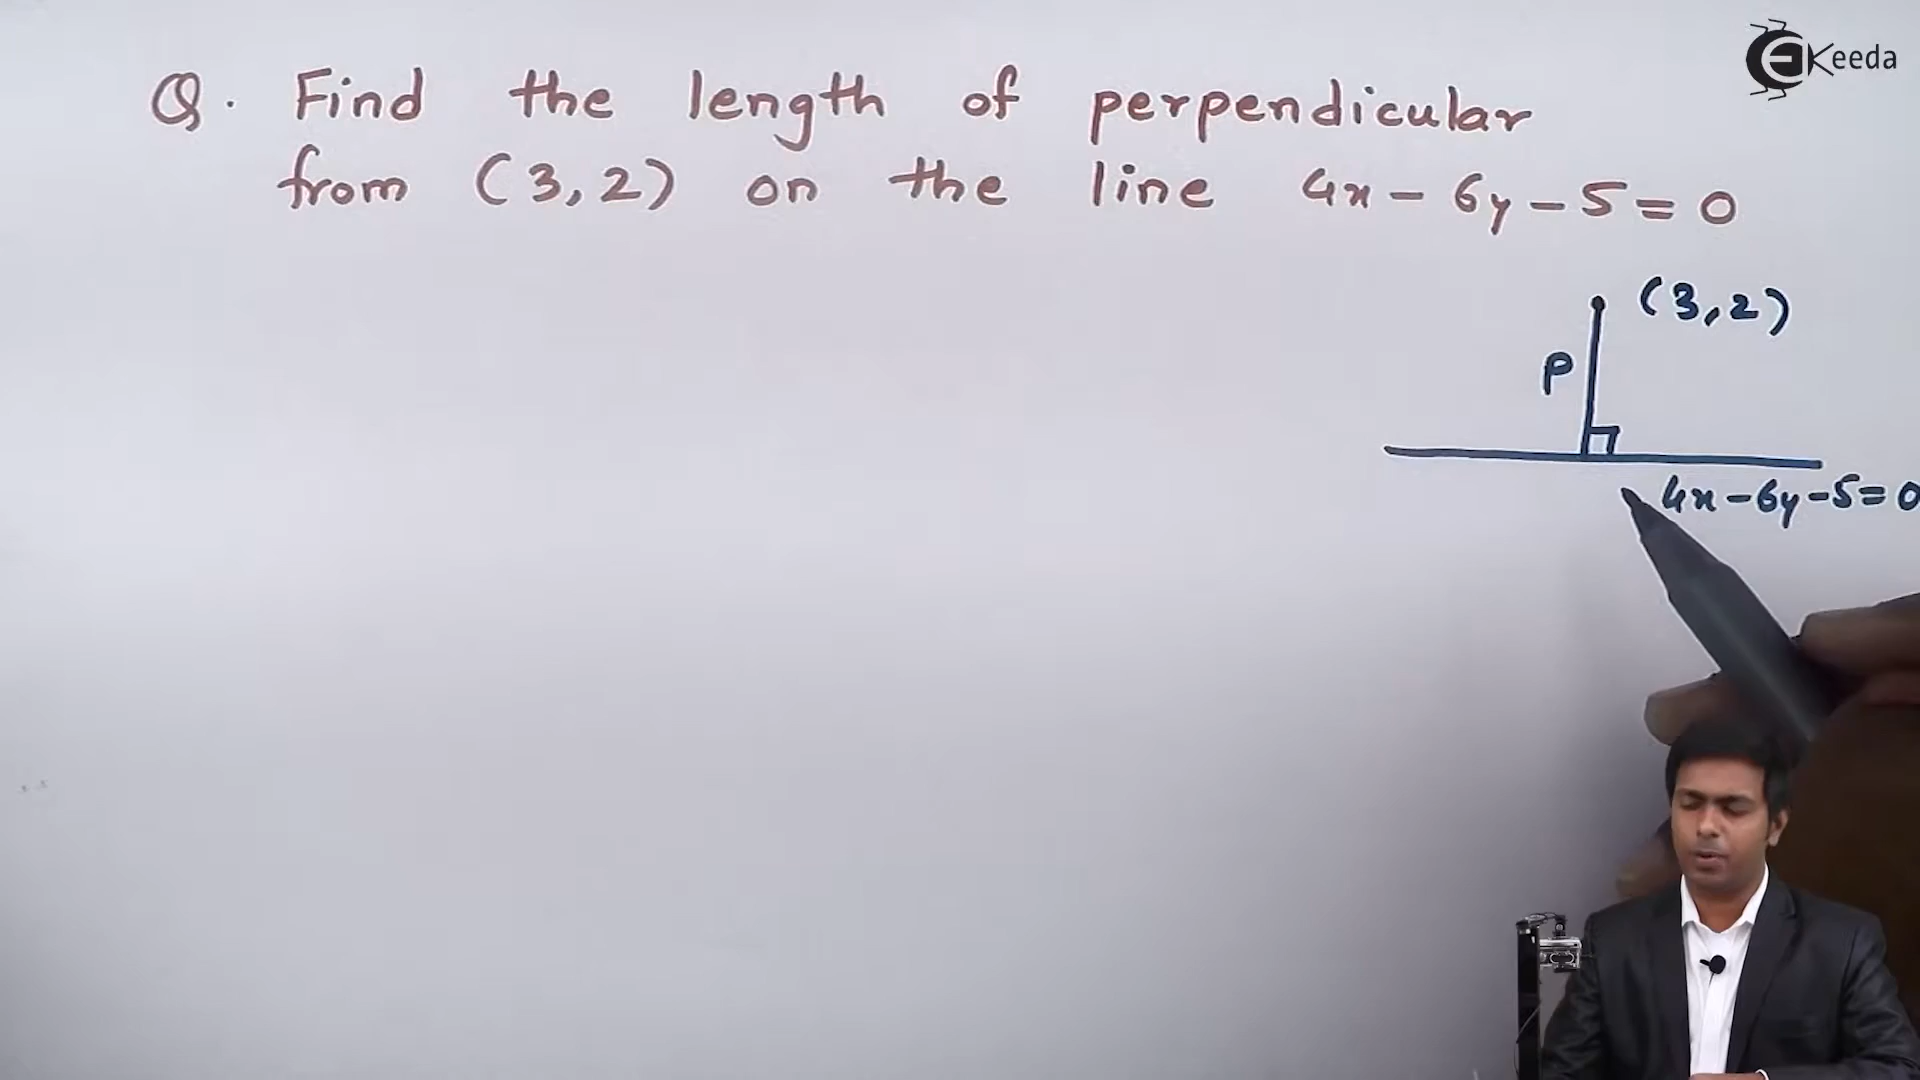 EKeeda
Q. Find the length of perpendicular
from (3,2) on the line 4x - 6y - 5 = 0
(3,2)
P
4x - 6y - 5 = 0